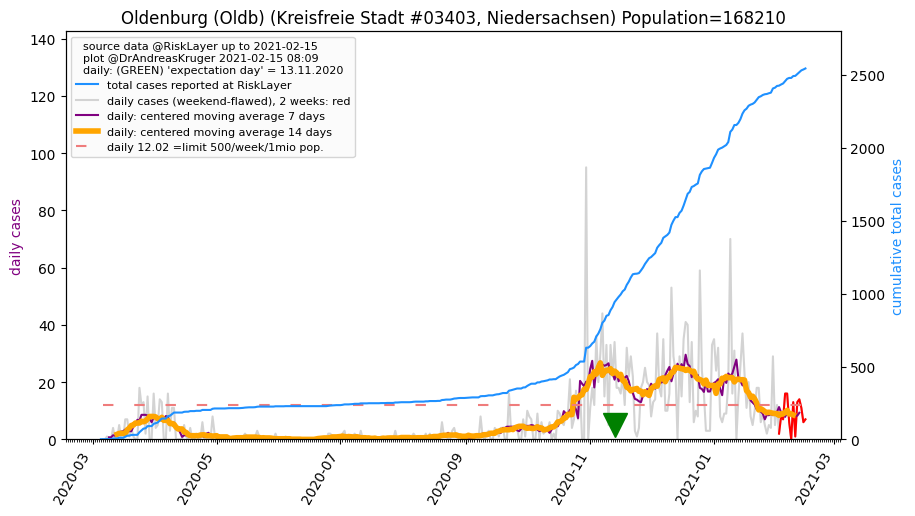 Oldenburg (Oldb) (Kreisfreie Stadt #03403, Niedersachsen) Population=168210
source data @RiskLayer up to 2021-02-15
plot @DrAndreasKruger 2021-02-15 08:09
daily: (GREEN) 'expectation day' = 13.11.2020
total cases reported at RiskLayer
daily cases (weekend-flawed), 2 weeks: red
daily: centered moving average 7 days
daily: centered moving average 14 days
daily 12.02 =limit 500/week/1mio pop.
daily cases
140
120
100
80
60
40
20
0
cumulative total cases
2500
2000
1500
1000
500
0
2020-03
2020-05
2020-07
2020-09
2020-11
2021-01
2021-03